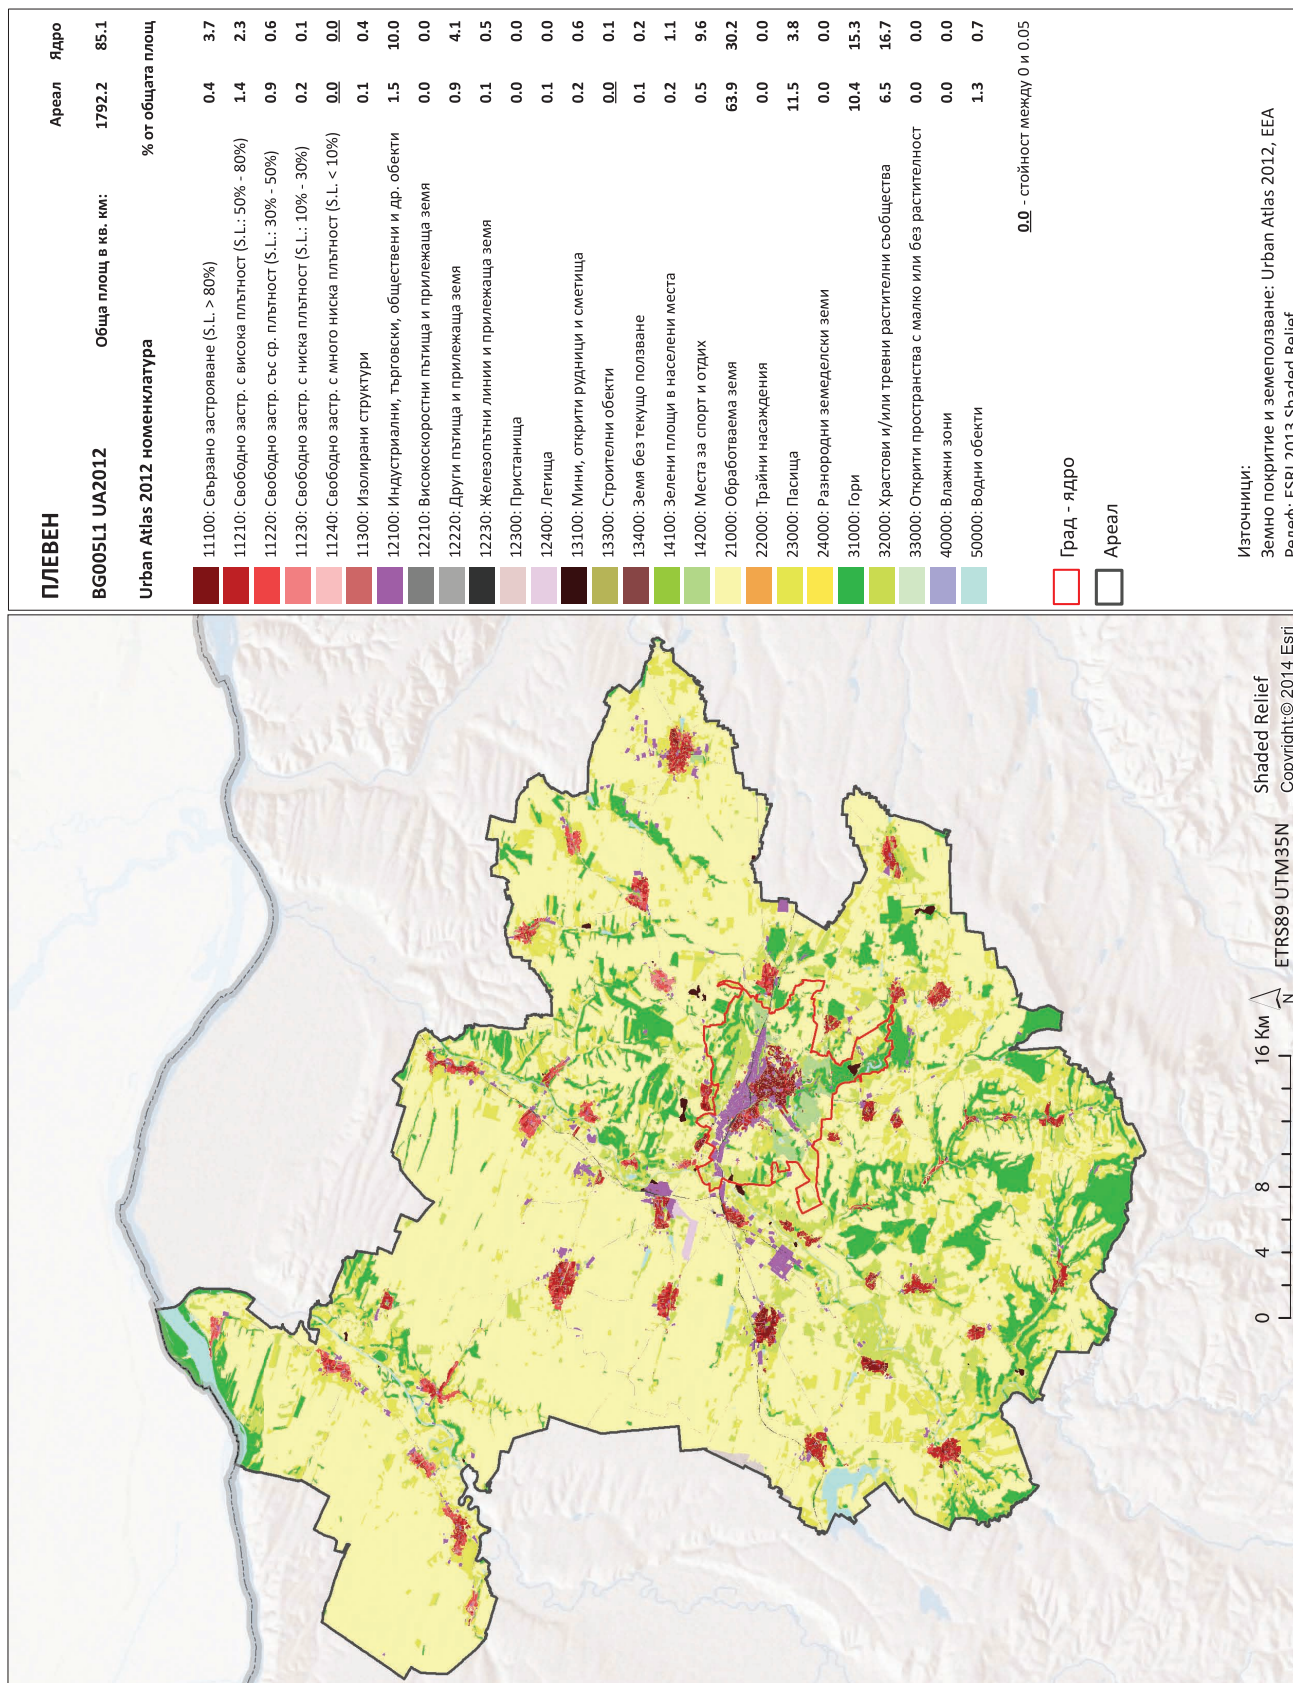 ПЛЕВЕН
Ареал Ядро
BG005L1 UA2012 Обща площ в кв. км: 1792.2 85.1
Urban Atlas 2012 номенклатура % от общата площ
11100: Свързано застрояване (S.L. > 80%) 0.4 3.7
11210: Свободно застр. с висока плътност (S.L.: 50% - 80%) 1.4 2.3
11220: Свободно застр. със ср. плътност (S.L.: 30% - 50%) 0.9 0.6
11230: Свободно застр. с ниска плътност (S.L.: 10% - 30%) 0.2 0.1
11240: Свободно застр. с много ниска плътност (S.L. < 10%) 0.0 0.0
11300: Изолирани структури 0.1 0.4
12100: Индустриални, търговски, обществени и др. обекти 1.5 10.0
12210: Високоскоростни пътища и прилежаща земя 0.0 0.0
12220: Други пътища и прилежаща земя 0.9 4.1
12230: Железопътни линии и прилежаща земя 0.1 0.5
12300: Пристанища 0.0 0.0
12400: Летища 0.1 0.0
13100: Мини, открити рудници и сметища 0.2 0.6
13300: Строителни обекти 0.0 0.1
13400: Земя без текущо ползване 0.1 0.2
14100: Зелени площи в населени места 0.2 1.1
14200: Места за спорт и отдих 0.5 9.6
21000: Обработваема земя 63.9 30.2
22000: Трайни насаждения 0.0 0.0
23000: Пасища 11.5 3.8
24000: Разнородни земеделски земи 0.0 0.0
31000: Гори 10.4 15.3
32000: Храстови и/или тревни растителни съобщества 6.5 16.7
33000: Открити пространства с малко или без растителност 0.0 0.0
40000: Влажни зони 0.0 0.0
50000: Водни обекти 1.3 0.7
0.0 - стойност между 0 и 0.05
Град - ядро
Ареал
Източници:
Земно покритие и земеползване: Urban Atlas 2012, EEA
Релеф: ESRI 2013 Shaded Relief
0 4 8 16 Км
N
ETRS89 UTM35N
Shaded Relief
Copyright:© 2014 Esri